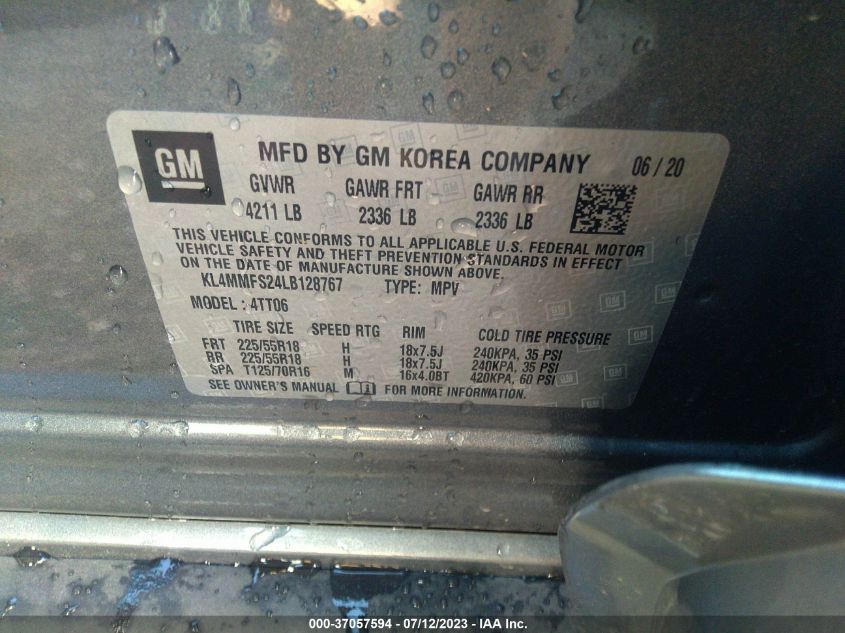 GM MFD BY GM KOREA COMPANY 06/20
GVWR GAWR FRT GAWR RR
4211 LB 2336 LB 2336 LB
THIS VEHICLE CONFORMS TO ALL APPLICABLE U.S. FEDERAL MOTOR
VEHICLE SAFETY AND THEFT PREVENTION STANDARDS IN EFFECT
ON THE DATE OF MANUFACTURE SHOWN ABOVE.
KL4MMFS24LB128767 TYPE: MPV
MODEL: 4TT06
TIRE SIZE SPEED RTG RIM COLD TIRE PRESSURE
FRT 225/55R18 H 18x7.5J 240KPA, 35 PSI
RR 225/55R18 H 18x7.5J 240KPA, 35 PSI
SPA T125/70R16 M 16x4.0BT 420KPA, 60 PSI
SEE OWNER'S MANUAL FOR MORE INFORMATION.
000-37057594 - 07/12/2023 - IAA Inc.